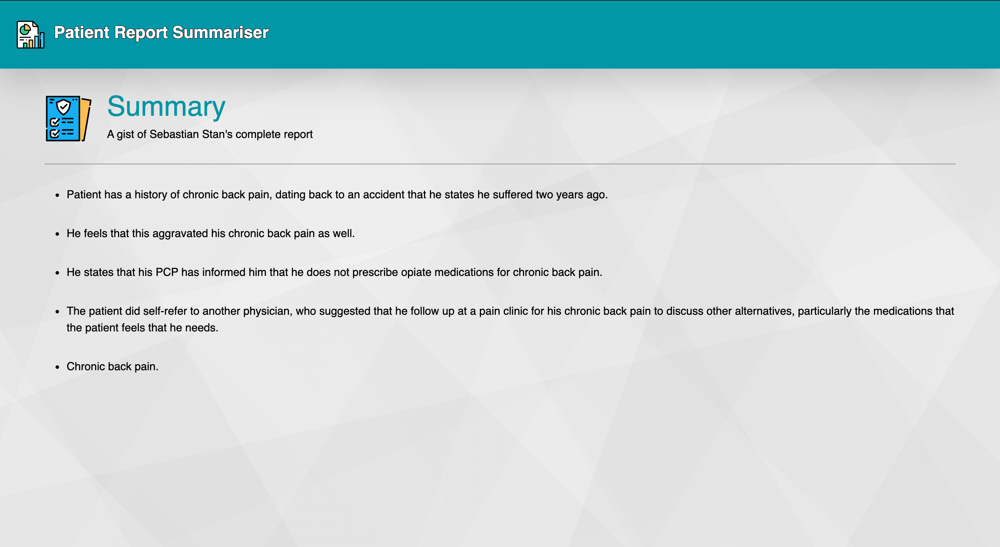 Patient Report Summariser
Summary
A gist of Sebastian Stan's complete report
• Patient has a history of chronic back pain, dating back to an accident that he states he suffered two years ago.
• He feels that this aggravated his chronic back pain as well.
• He states that his PCP has informed him that he does not prescribe opiate medications for chronic back pain.
• The patient did self-refer to another physician, who suggested that he follow up at a pain clinic for his chronic back pain to discuss other alternatives, particularly the medications that
the patient feels that he needs.
• Chronic back pain.